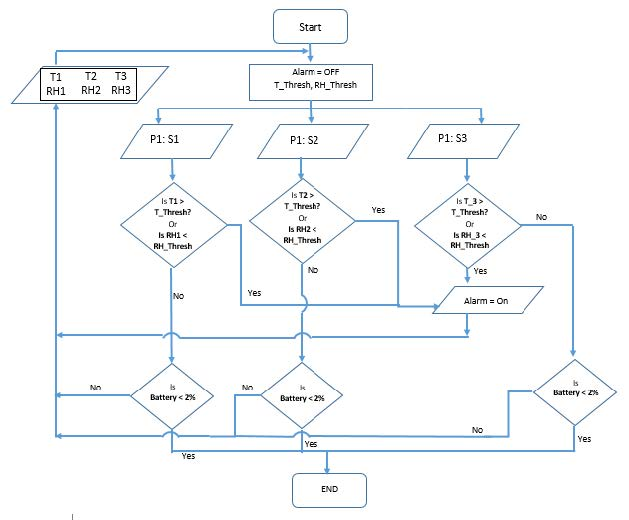 Start
T1 T2 T3
RH1 RH2 RH3
Alarm = OFF
T_Thresh, RH_Thresh
P1: S1
P1: S2
P1: S3
Is T1 >
T_Thresh?
Or
Is RH1 <
RH_Thresh
Is T2 >
T_Thresh?
Or
Is RH2 <
RH_Thresh
Yes
Is T_3 >
T_Thresh?
Or
Is RH_3 <
RH_Thresh
No
No
Yes
No
Yes
Alarm = On
No
Is
Battery < 2%
No
Is
Battery < 2%
Is
Battery < 2%
No
Yes
Yes
Yes
END